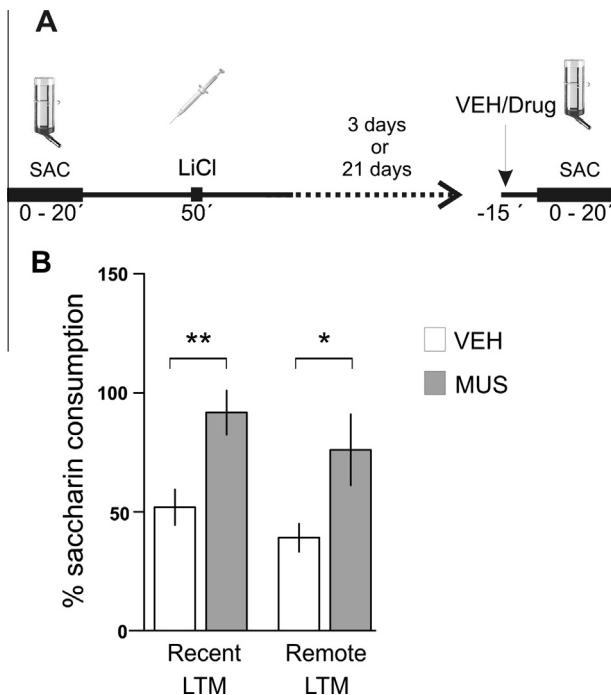 A
VEH/Drug
3 days
or
21 days
SAC
LiCl
SAC
0 - 20´
50´
-15 ´
0 - 20´
B
% saccharin consumption
150
100
50
0
**
*
VEH
MUS
Recent
LTM
Remote
LTM